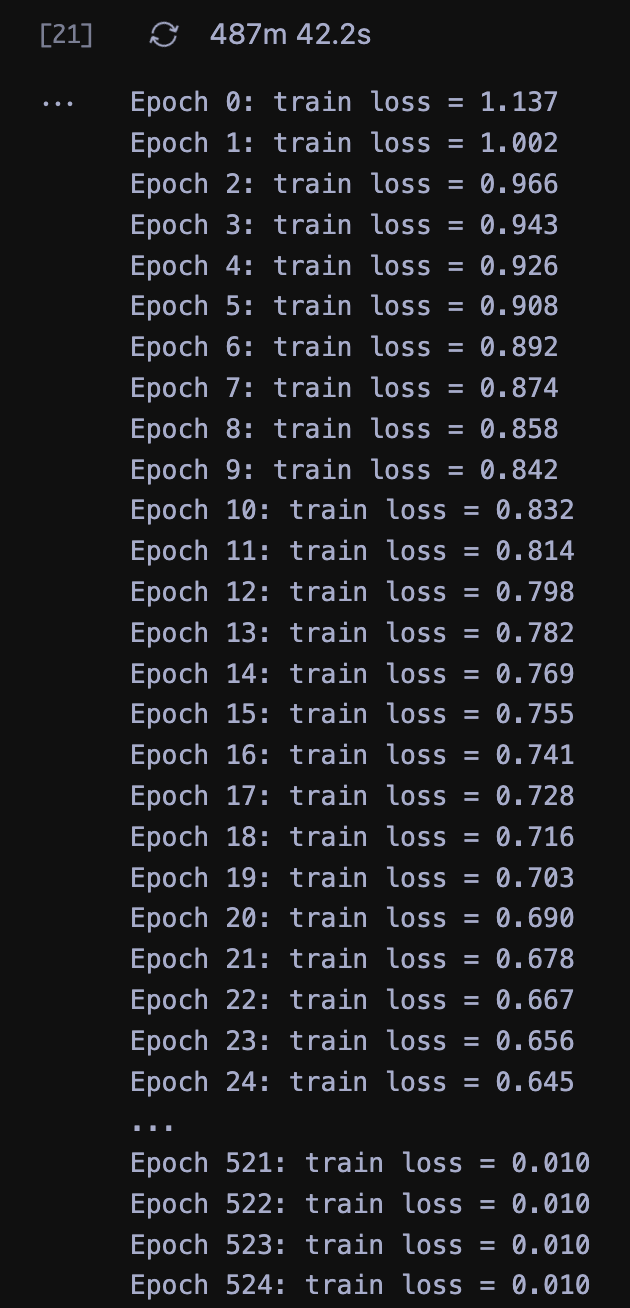 [21] 487m 42.2s
... Epoch 0: train loss = 1.137
Epoch 1: train loss = 1.002
Epoch 2: train loss = 0.966
Epoch 3: train loss = 0.943
Epoch 4: train loss = 0.926
Epoch 5: train loss = 0.908
Epoch 6: train loss = 0.892
Epoch 7: train loss = 0.874
Epoch 8: train loss = 0.858
Epoch 9: train loss = 0.842
Epoch 10: train loss = 0.832
Epoch 11: train loss = 0.814
Epoch 12: train loss = 0.798
Epoch 13: train loss = 0.782
Epoch 14: train loss = 0.769
Epoch 15: train loss = 0.755
Epoch 16: train loss = 0.741
Epoch 17: train loss = 0.728
Epoch 18: train loss = 0.716
Epoch 19: train loss = 0.703
Epoch 20: train loss = 0.690
Epoch 21: train loss = 0.678
Epoch 22: train loss = 0.667
Epoch 23: train loss = 0.656
Epoch 24: train loss = 0.645
...
Epoch 521: train loss = 0.010
Epoch 522: train loss = 0.010
Epoch 523: train loss = 0.010
Epoch 524: train loss = 0.010